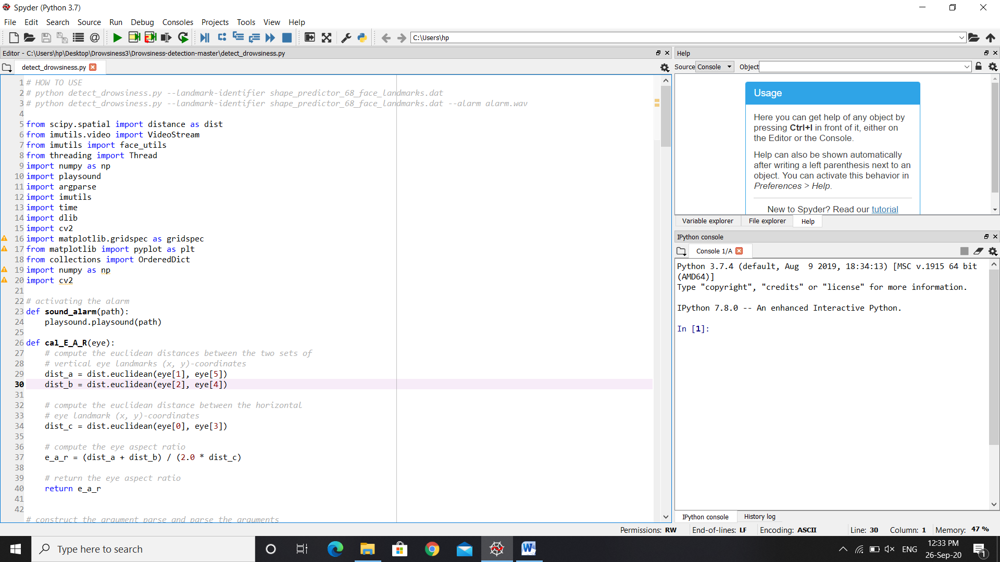 Spyder (Python 3.7)
File Edit Search Source Run Debug Consoles Projects Tools View Help
C:\Users\hp
Editor - C:\Users\hp\Desktop\Drowsiness3\Drowsiness-detection-master\detect_drowsiness.py
detect_drowsiness.py
1 # HOW TO USE
2 # python detect_drowsiness.py --landmark-identifier shape_predictor_68_face_landmarks.dat
3 # python detect_drowsiness.py --landmark-identifier shape_predictor_68_face_landmarks.dat --alarm alarm.wav
4
5 from scipy.spatial import distance as dist
6 from imutils.video import VideoStream
7 from imutils import face_utils
8 from threading import Thread
9 import numpy as np
10 import playsound
11 import argparse
12 import imutils
13 import time
14 import dlib
15 import cv2
16 import matplotlib.gridspec as gridspec
17 from matplotlib import pyplot as plt
18 from collections import OrderedDict
19 import numpy as np
20 import cv2
21
22 # activating the alarm
23 def sound_alarm(path):
24     playsound.playsound(path)
25
26 def cal_E_A_R(eye):
27     # compute the euclidean distances between the two sets of
28     # vertical eye landmarks (x, y)-coordinates
29     dist_a = dist.euclidean(eye[1], eye[5])
30     dist_b = dist.euclidean(eye[2], eye[4])
31
32     # compute the euclidean distance between the horizontal
33     # eye landmark (x, y)-coordinates
34     dist_c = dist.euclidean(eye[0], eye[3])
35
36     # compute the eye aspect ratio
37     e_a_r = (dist_a + dist_b) / (2.0 * dist_c)
38
39     # return the eye aspect ratio
40     return e_a_r
41
42
# construct the argument parse and parse the arguments
Help
Source Console Object
Usage
Here you can get help of any object by
pressing Ctrl+I in front of it, either on
the Editor or the Console.
Help can also be shown automatically
after writing a left parenthesis next to an
object. You can activate this behavior in
Preferences > Help.
New to Spyder? Read our tutorial
Variable explorer File explorer Help
IPython console
Console 1/A
Python 3.7.4 (default, Aug  9 2019, 18:34:13) [MSC v.1915 64 bit
(AMD64)]
Type "copyright", "credits" or "license" for more information.
IPython 7.8.0 -- An enhanced Interactive Python.
In [1]:
IPython console History log
Permissions: RW End-of-lines: LF Encoding: ASCII Line: 30 Column: 1 Memory: 47 %
Type here to search
ENG
12:33 PM
26-Sep-20
1